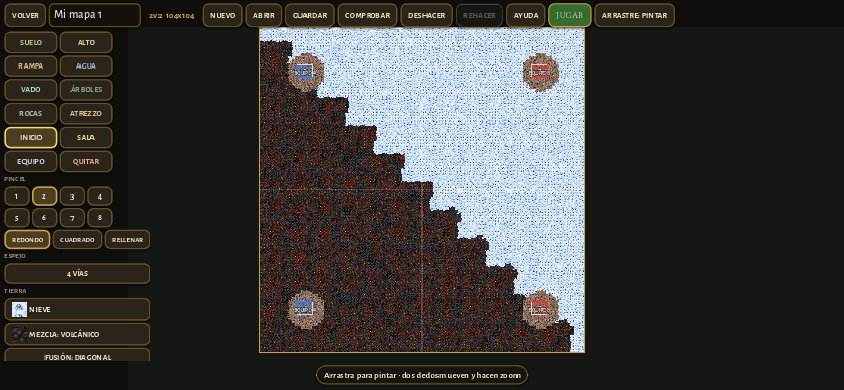 VOLVER Mi mapa 1 2v2 104x104 NUEVO ABRIR GUARDAR COMPROBAR DESHACER REHACER AYUDA JUGAR ARRASTRE: PINTAR
SUELO ALTO
RAMPA AGUA
VADO ÁRBOLES
ROCAS ATREZZO
INICIO SALA
EQUIPO QUITAR
PINCEL
1 2 3 4
5 6 7 8
REDONDO CUADRADO RELLENAR
ESPEJO
4 VÍAS
TIERRA
NIEVE
MEZCLA: VOLCÁNICO
FUSIÓN: DIAGONAL
Arrastra para pintar · dos dedos mueven y hacen zoom